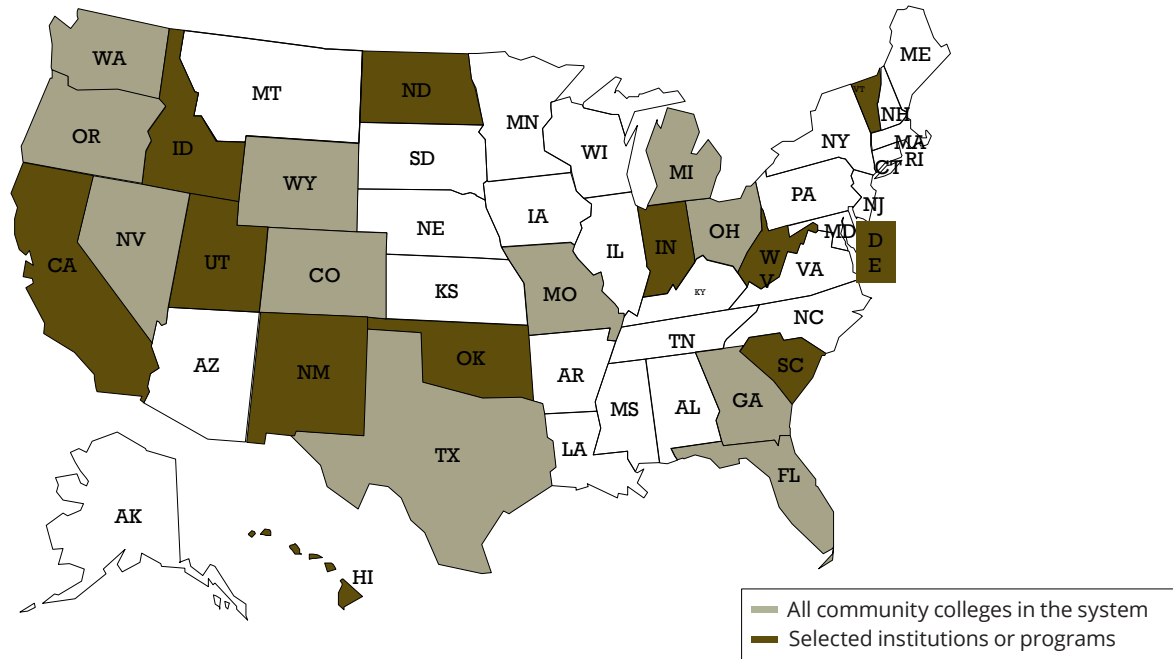 ME
WA
VT
MT
ND
NH
MN
OR
MA
NY
ID
WI
SD
RI
CT
MI
WY
PA
NJ
IA
NE
OH
MD
NV
IN
IL
D
E
UT
CA
W
V
VA
CO
KS
MO
KY
NC
TN
AZ
OK
SC
NM
AR
GA
MS
AL
LA
TX
FL
AK
HI
All community colleges in the system
Selected institutions or programs